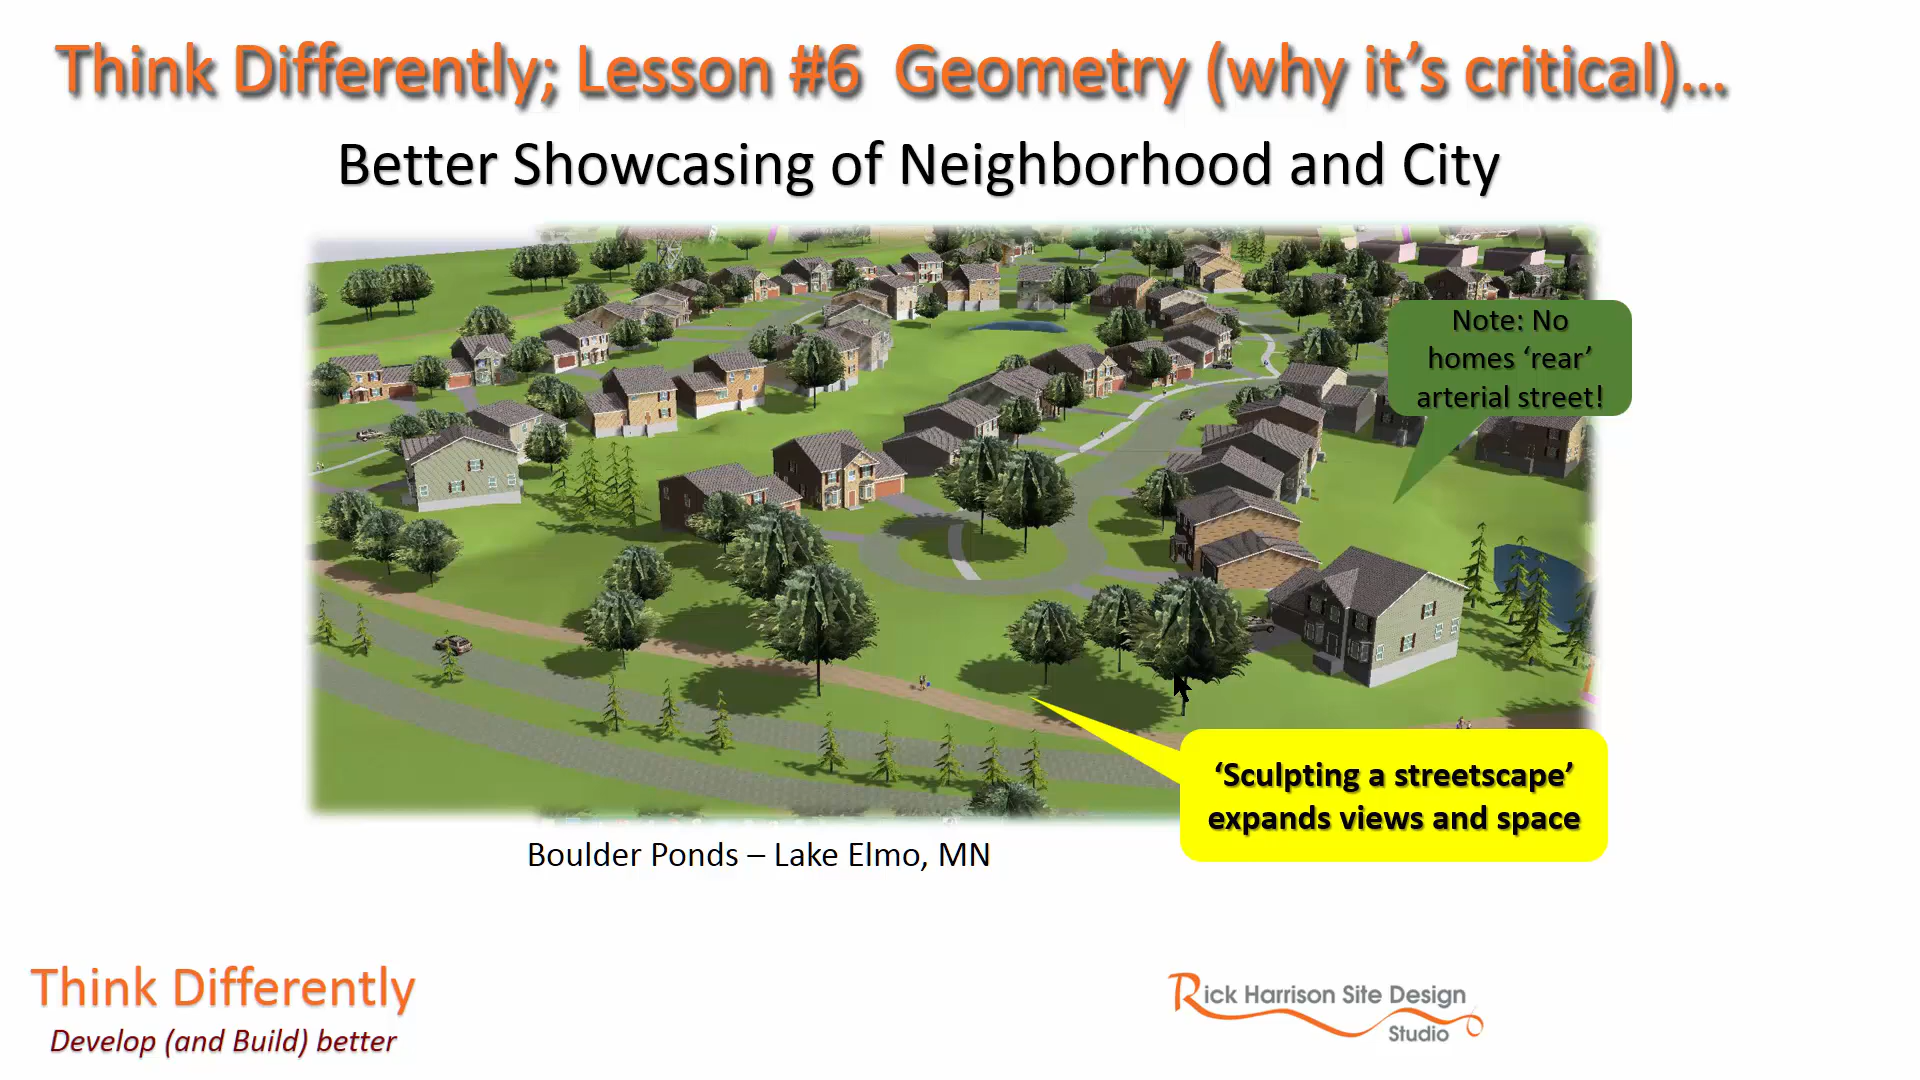 Think Differently; Lesson #6  Geometry (why it’s critical)...
Better Showcasing of Neighborhood and City
Note: No
homes ‘rear’
arterial street!
‘Sculpting a streetscape’
expands views and space
Boulder Ponds – Lake Elmo, MN
Think Differently
Develop (and Build) better
Rick Harrison Site Design
Studio